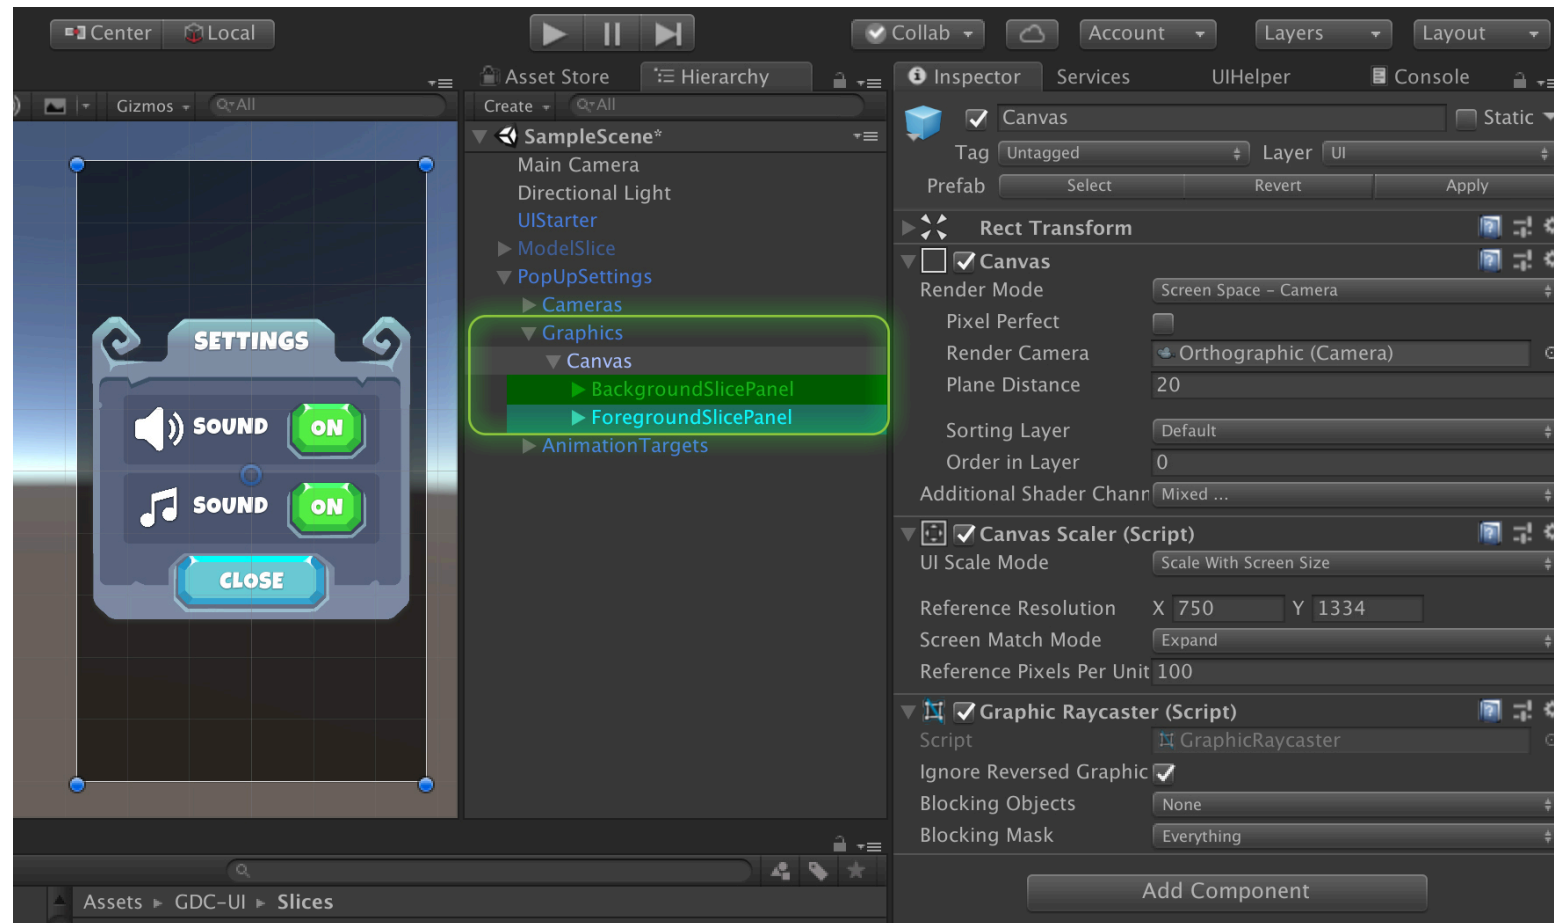 Center Local
Collab Account Layers Layout
Asset Store Hierarchy
Inspector Services UIHelper Console
Gizmos All
Create All
SampleScene*
Main Camera
Directional Light
UIStarter
ModelSlice
PopUpSettings
Cameras
Graphics
Canvas
BackgroundSlicePanel
ForegroundSlicePanel
AnimationTargets
SETTINGS
SOUND ON
SOUND ON
CLOSE
Canvas Static
Tag Untagged Layer UI
Prefab Select Revert Apply
Rect Transform
Canvas
Render Mode Screen Space – Camera
Pixel Perfect
Render Camera Orthographic (Camera)
Plane Distance 20
Sorting Layer Default
Order in Layer 0
Additional Shader Chann Mixed ...
Canvas Scaler (Script)
UI Scale Mode Scale With Screen Size
Reference Resolution X 750 Y 1334
Screen Match Mode Expand
Reference Pixels Per Unit 100
Graphic Raycaster (Script)
Script GraphicRaycaster
Ignore Reversed Graphic
Blocking Objects None
Blocking Mask Everything
Add Component
Assets ▸ GDC-UI ▸ Slices